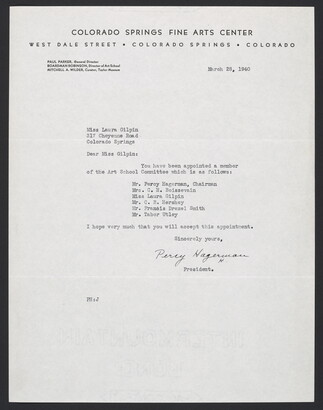 COLORADO SPRINGS FINE ARTS CENTER
WEST DALE STREET • COLORADO SPRINGS • COLORADO
PAUL PARKER, General Director
BOARDMAN ROBINSON, Director of Art School
MITCHELL A. WILDER, Curator, Taylor Museum
March 28, 1940
Miss Laura Gilpin
317 Cheyenne Road
Colorado Springs
Dear Miss Gilpin:
You have been appointed a member
of the Art School Committee which is as follows:
Mr. Percy Hagerman, Chairman
Mrs. C. H. Boissevain
Miss Laura Gilpin
Mr. O. E. Hershey
Mr. Francis Drexel Smith
Mr. Tabor Utley
I hope very much that you will accept this appointment.
Sincerely yours,
Percy Hagerman
President.
PH:J